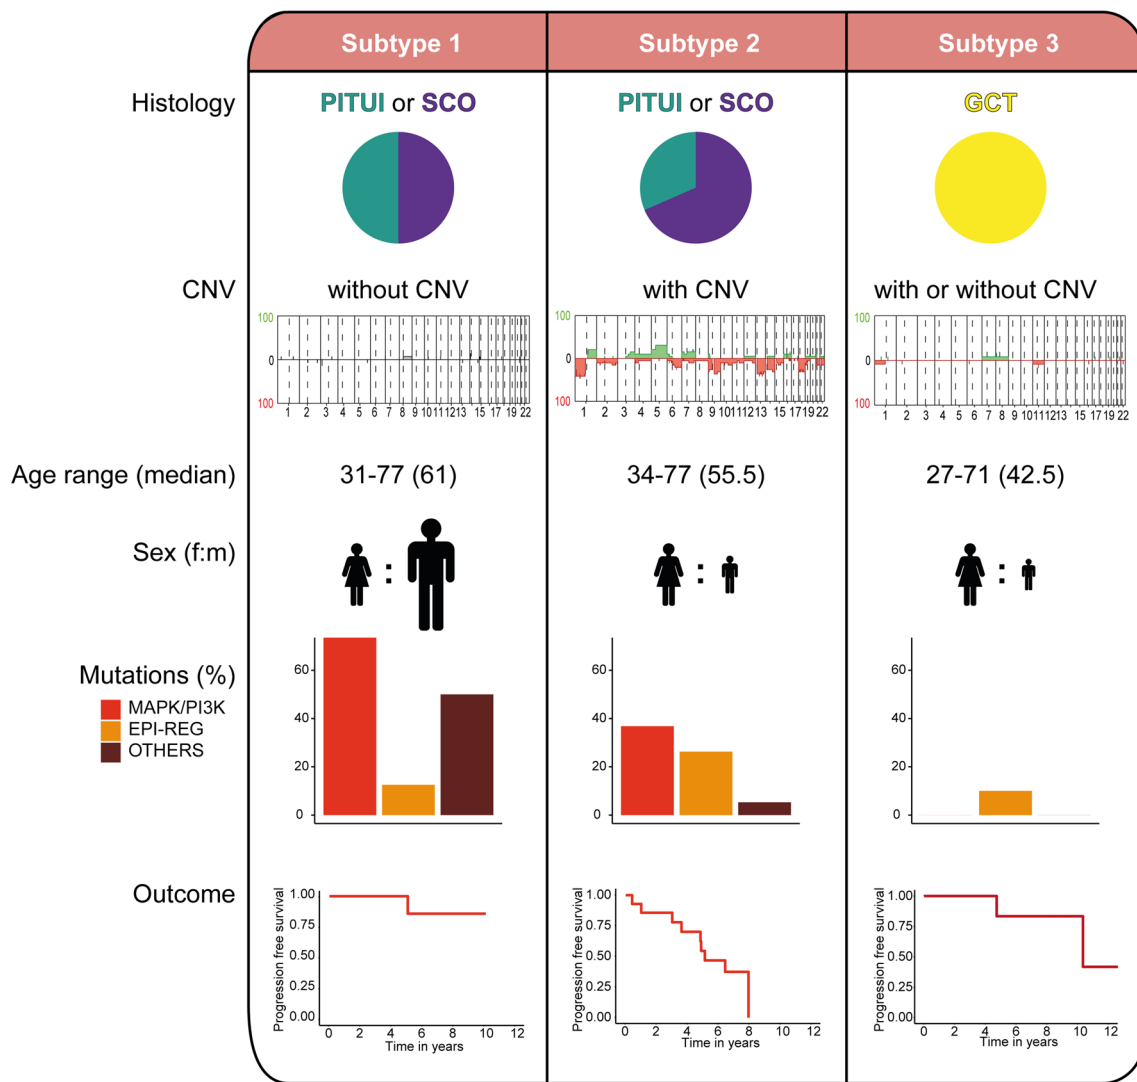 Subtype 1 Subtype 2 Subtype 3
Histology PITUI or SCO PITUI or SCO GCT
CNV without CNV with CNV with or without CNV
100 100 100
0 0 0
100 100 100
1 2 3 4 5 6 7 8 9 10 11 12 13 15 17 19 22
1 2 3 4 5 6 7 8 9 10 11 12 13 15 17 19 22
1 2 3 4 5 6 7 8 9 10 11 12 13 15 17 19 22
Age range (median) 31-77 (61) 34-77 (55.5) 27-71 (42.5)
Sex (f:m) : : :
Mutations (%)
MAPK/PI3K
EPI-REG
OTHERS
60 60 60
40 40 40
20 20 20
0 0 0
Outcome
Progression free survival
1.00
0.75
0.50
0.25
0.00
0 2 4 6 8 10 12
Time in years
Progression free survival
1.00
0.75
0.50
0.25
0.00
0 2 4 6 8 10 12
Time in years
Progression free survival
1.00
0.75
0.50
0.25
0.00
0 2 4 6 8 10 12
Time in years